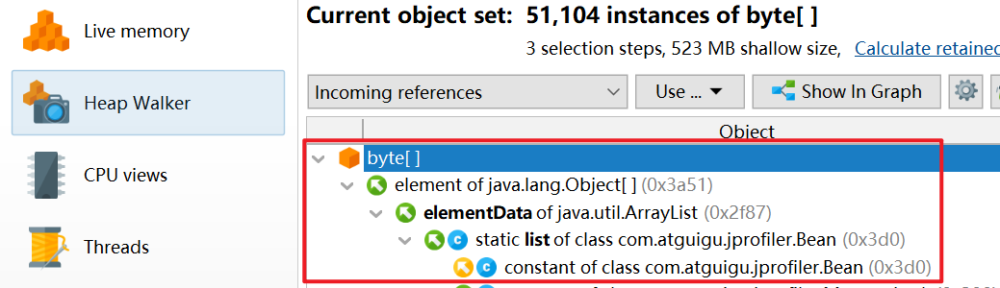 Live memory
Heap Walker
CPU views
Threads
Current object set: 51,104 instances of byte[ ]
3 selection steps, 523 MB shallow size, Calculate retained
Incoming references
Use ...
Show In Graph
Object
byte[ ]
element of java.lang.Object[ ] (0x3a51)
elementData of java.util.ArrayList (0x2f87)
static list of class com.atguigu.jprofiler.Bean (0x3d0)
constant of class com.atguigu.jprofiler.Bean (0x3d0)